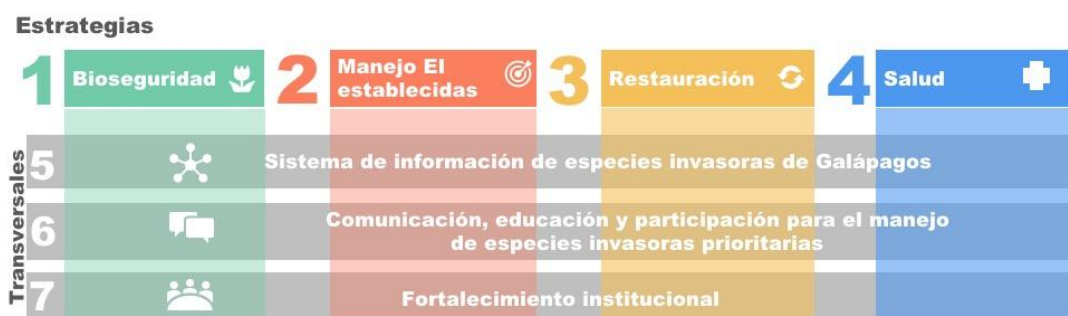 Estrategias
1 Bioseguridad
2 Manejo El
establecidas
3 Restauración
4 Salud
Transversales
5 Sistema de información de especies invasoras de Galápagos
6 Comunicación, educación y participación para el manejo
de especies invasoras prioritarias
7 Fortalecimiento institucional